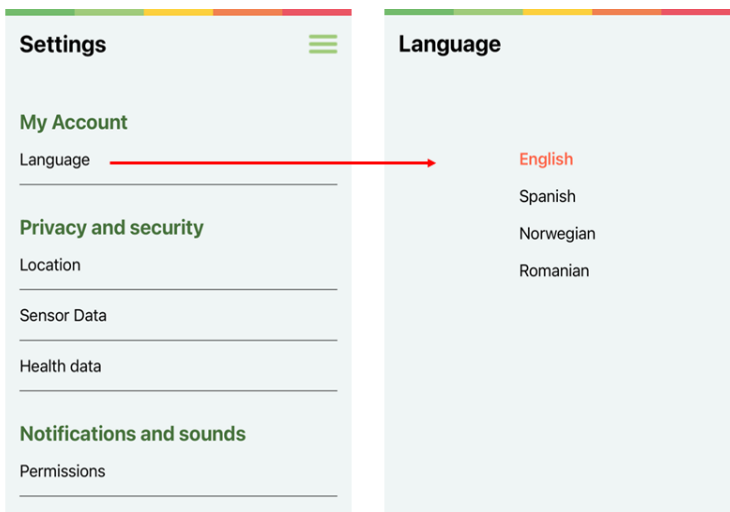 Settings
My Account
Language
Privacy and security
Location
Sensor Data
Health data
Notifications and sounds
Permissions
Language
English
Spanish
Norwegian
Romanian